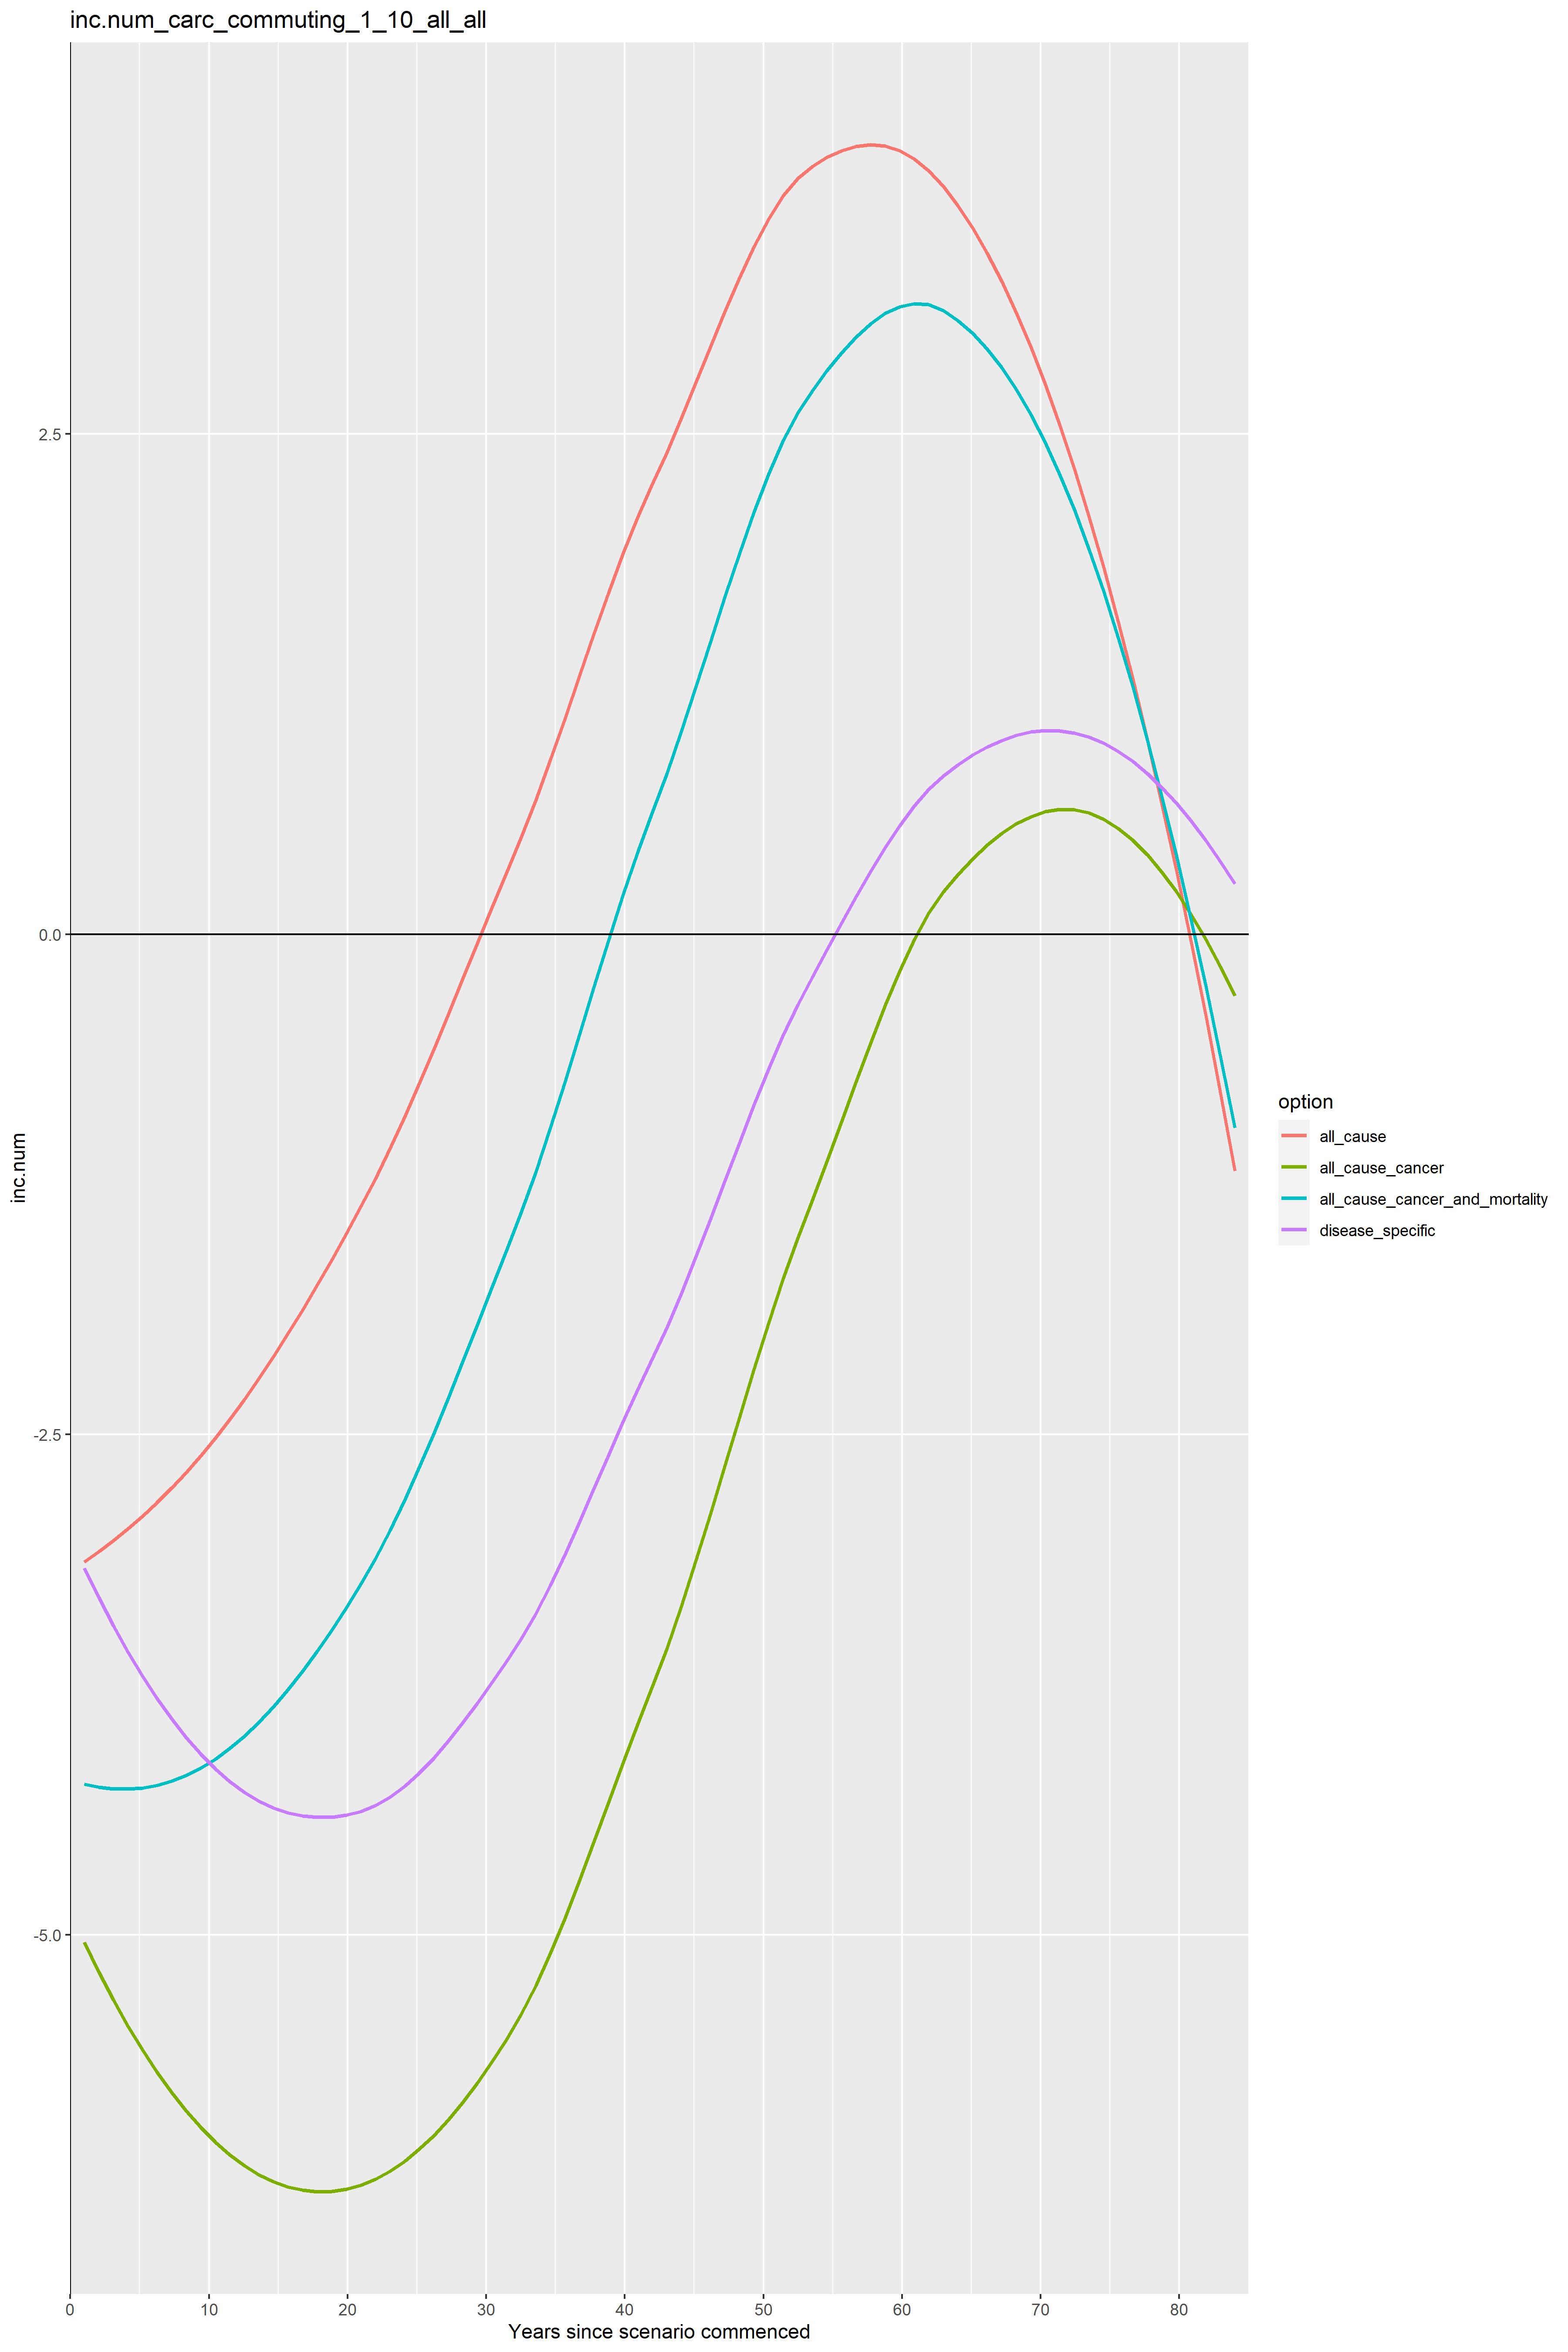 inc.num_carc_commuting_1_10_all_all
2.5
0.0
-2.5
-5.0
inc.num
0 10 20 30 40 50 60 70 80
Years since scenario commenced
option
all_cause
all_cause_cancer
all_cause_cancer_and_mortality
disease_specific